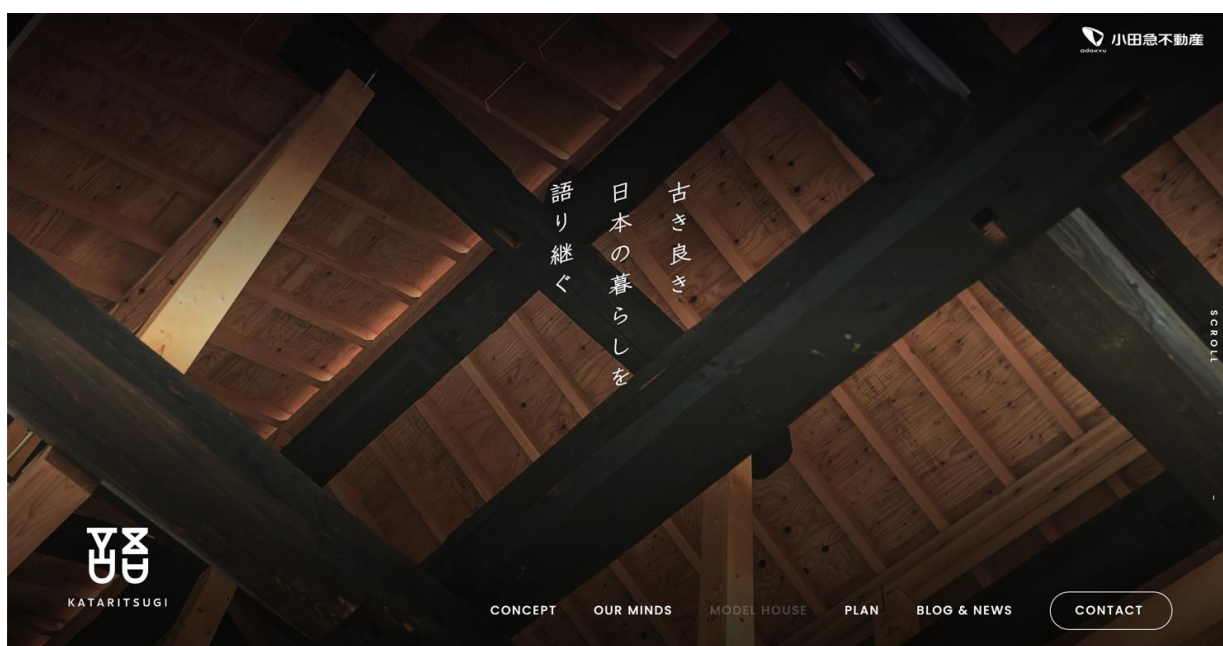 odakyu 小田急不動産
古き良き
日本の暮らしを
語り継ぐ
SCROLL
KATARITSUGI
CONCEPT OUR MINDS MODEL HOUSE PLAN BLOG & NEWS CONTACT